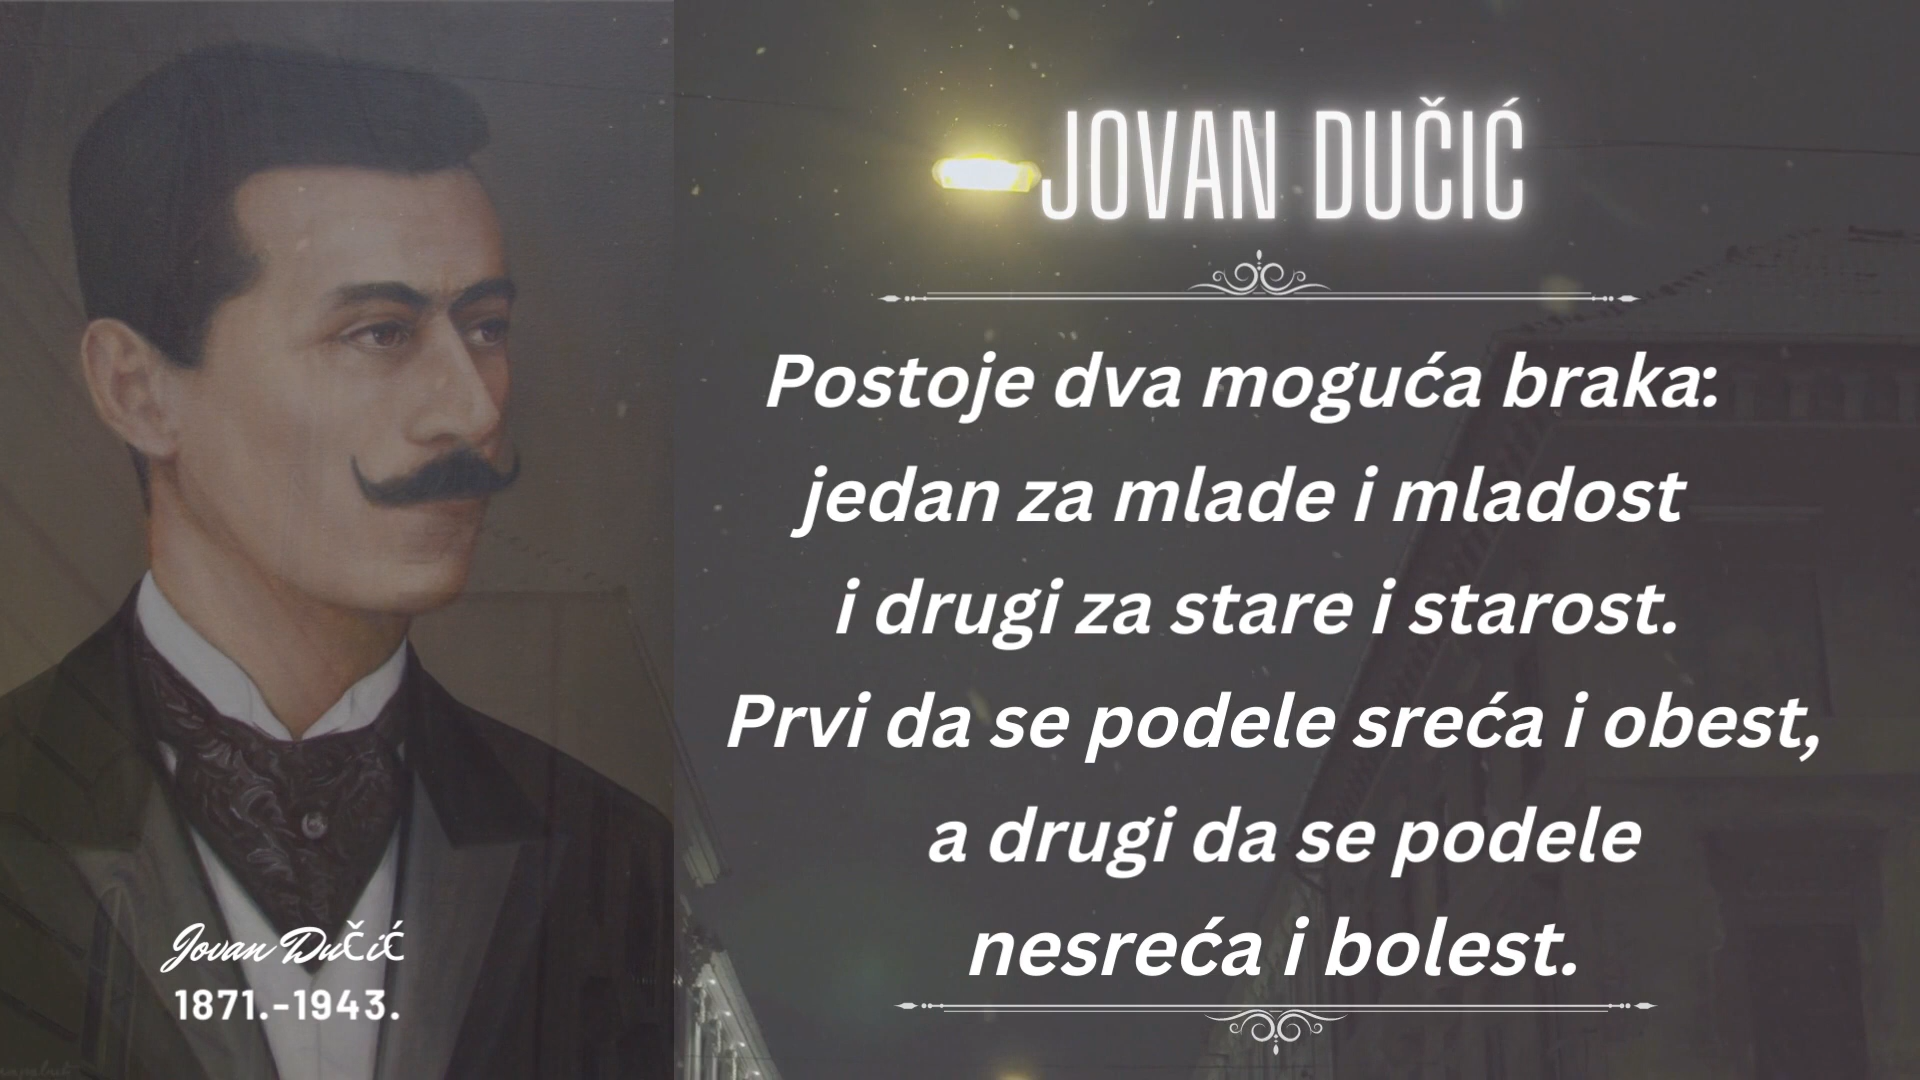 JOVAN DUČIĆ
Postoje dva moguća braka:
jedan za mlade i mladost
i drugi za stare i starost.
Prvi da se podele sreća i obest,
a drugi da se podele
nesreća i bolest.
Jovan Dučić
1871.-1943.